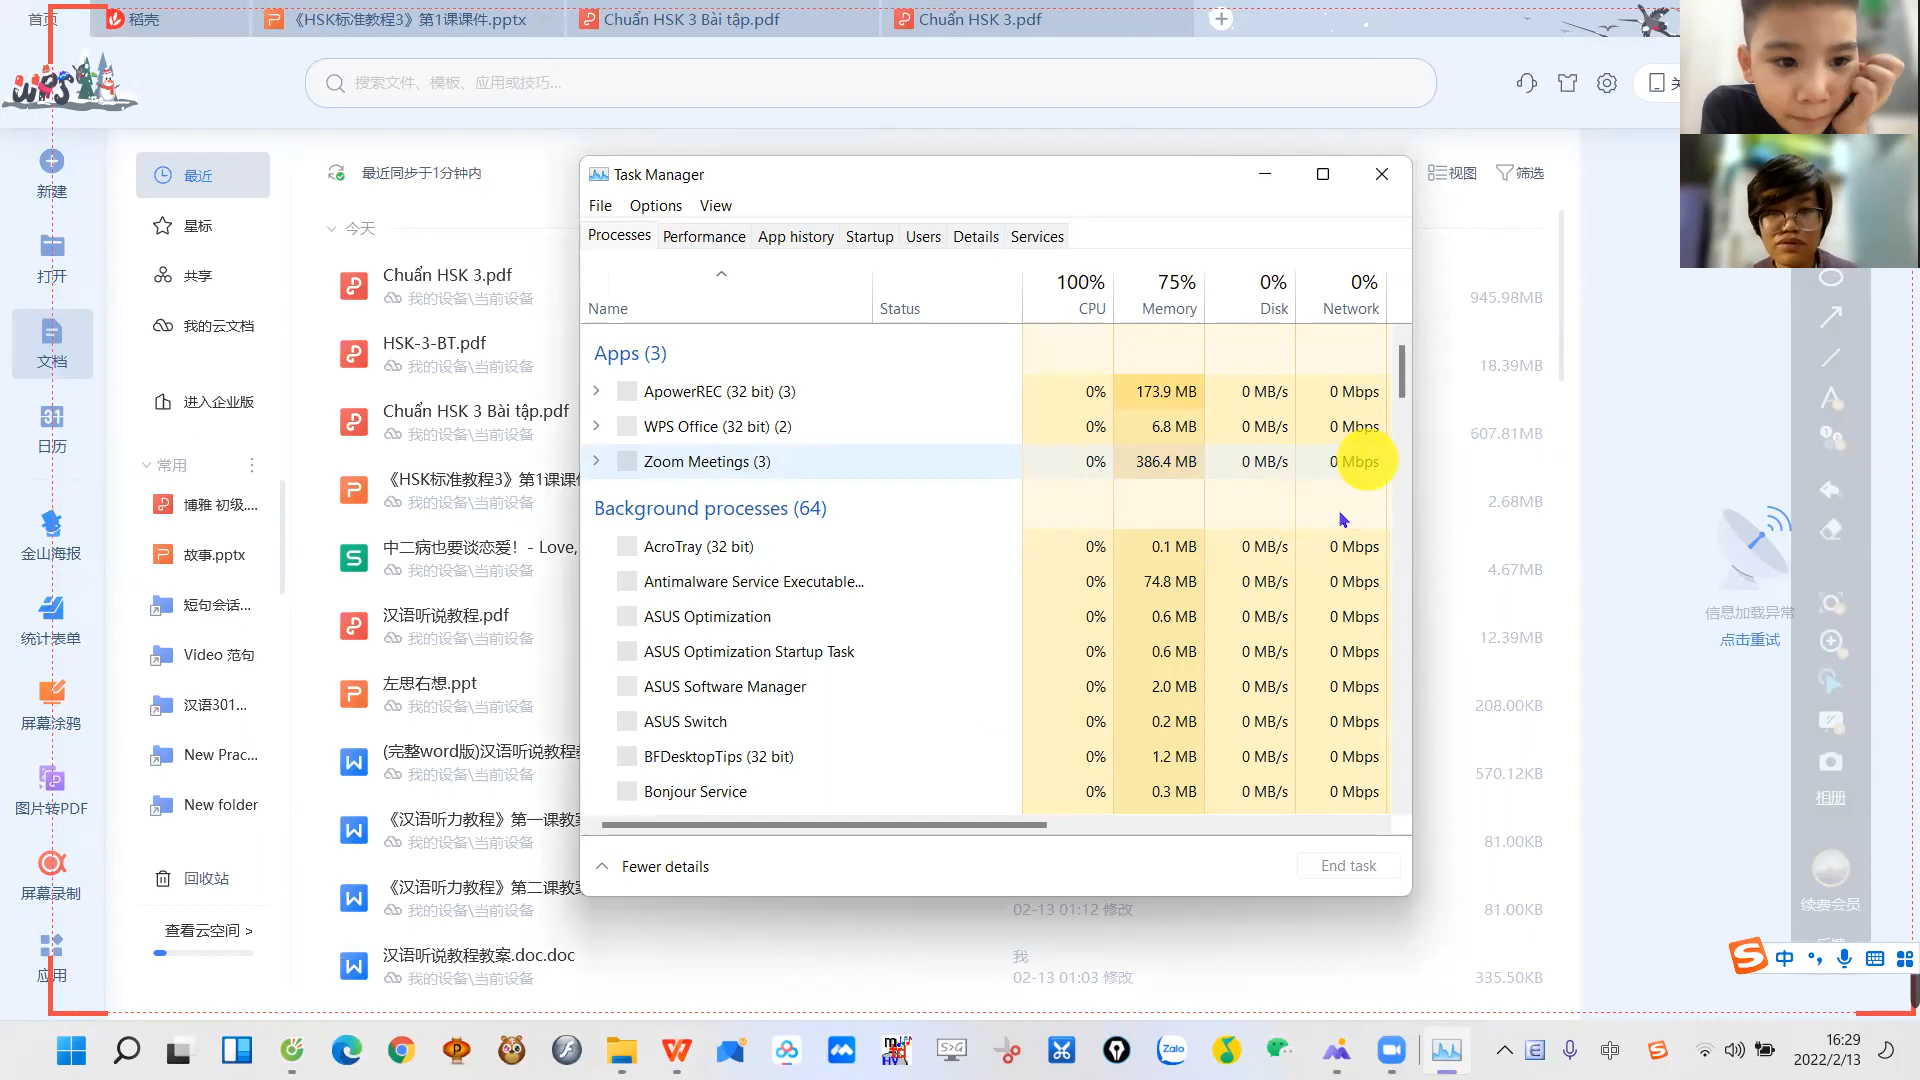 首页
稻壳
《HSK标准教程3》第1课课件.pptx
Chuẩn HSK 3 Bài tập.pdf
Chuẩn HSK 3.pdf
搜索文件、模板、应用或技巧...
新建
打开
文档
日历
金山海报
统计表单
屏幕涂鸦
图片转PDF
屏幕录制
应用
最近
星标
共享
我的云文档
进入企业版
常用
博雅 初级....
故事.pptx
短句会话...
Video 范句
汉语301...
New Prac...
New folder
回收站
查看云空间 >
最近同步于1分钟内
视图
筛选
今天
Chuẩn HSK 3.pdf
我的设备\当前设备
945.98MB
HSK-3-BT.pdf
我的设备\当前设备
18.39MB
Chuẩn HSK 3 Bài tập.pdf
我的设备\当前设备
607.81MB
《HSK标准教程3》第1课课件
我的设备\当前设备
2.68MB
中二病也要谈恋爱！- Love,
我的设备\当前设备
4.67MB
汉语听说教程.pdf
我的设备\当前设备
12.39MB
左思右想.ppt
我的设备\当前设备
208.00KB
(完整word版)汉语听说教程
我的设备\当前设备
570.12KB
《汉语听力教程》第一课教案
我的设备\当前设备
81.00KB
《汉语听力教程》第二课教案
我的设备\当前设备
02-13 01:12 修改
81.00KB
汉语听说教程教案.doc.doc
我的设备\当前设备
我
02-13 01:03 修改
335.50KB
Task Manager
File Options View
Processes Performance App history Startup Users Details Services
100% 75% 0% 0%
Name Status CPU Memory Disk Network
Apps (3)
ApowerREC (32 bit) (3) 0% 173.9 MB 0 MB/s 0 Mbps
WPS Office (32 bit) (2) 0% 6.8 MB 0 MB/s 0 Mbps
Zoom Meetings (3) 0% 386.4 MB 0 MB/s 0 Mbps
Background processes (64)
AcroTray (32 bit) 0% 0.1 MB 0 MB/s 0 Mbps
Antimalware Service Executable... 0% 74.8 MB 0 MB/s 0 Mbps
ASUS Optimization 0% 0.6 MB 0 MB/s 0 Mbps
ASUS Optimization Startup Task 0% 0.6 MB 0 MB/s 0 Mbps
ASUS Software Manager 0% 2.0 MB 0 MB/s 0 Mbps
ASUS Switch 0% 0.2 MB 0 MB/s 0 Mbps
BFDesktopTips (32 bit) 0% 1.2 MB 0 MB/s 0 Mbps
Bonjour Service 0% 0.3 MB 0 MB/s 0 Mbps
Fewer details
End task
信息加载异常
点击重试
相册
续费会员
中
Zalo
16:29
2022/2/13